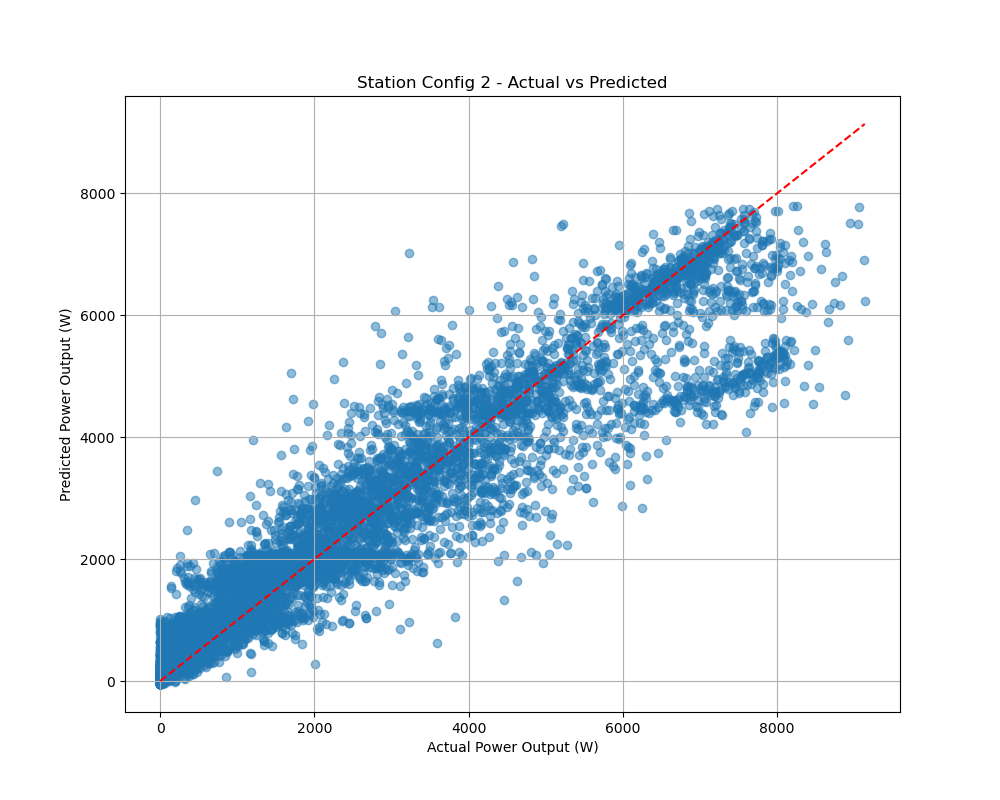 Station Config 2 - Actual vs Predicted
8000
6000
4000
2000
0
Predicted Power Output (W)
0 2000 4000 6000 8000
Actual Power Output (W)